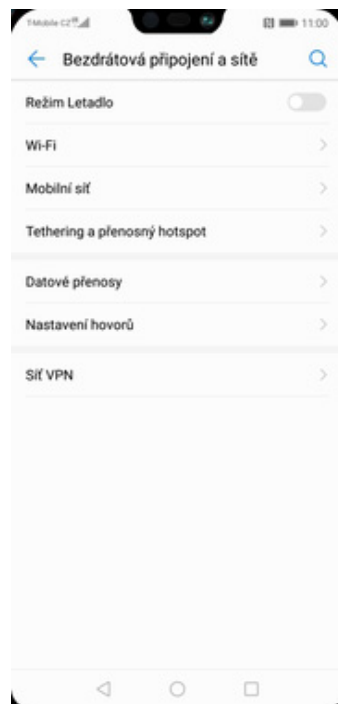 T-Mobile CZ
11:00
Bezdrátová připojení a sítě
Režim Letadlo
Wi-Fi
Mobilní síť
Tethering a přenosný hotspot
Datové přenosy
Nastavení hovorů
Síť VPN